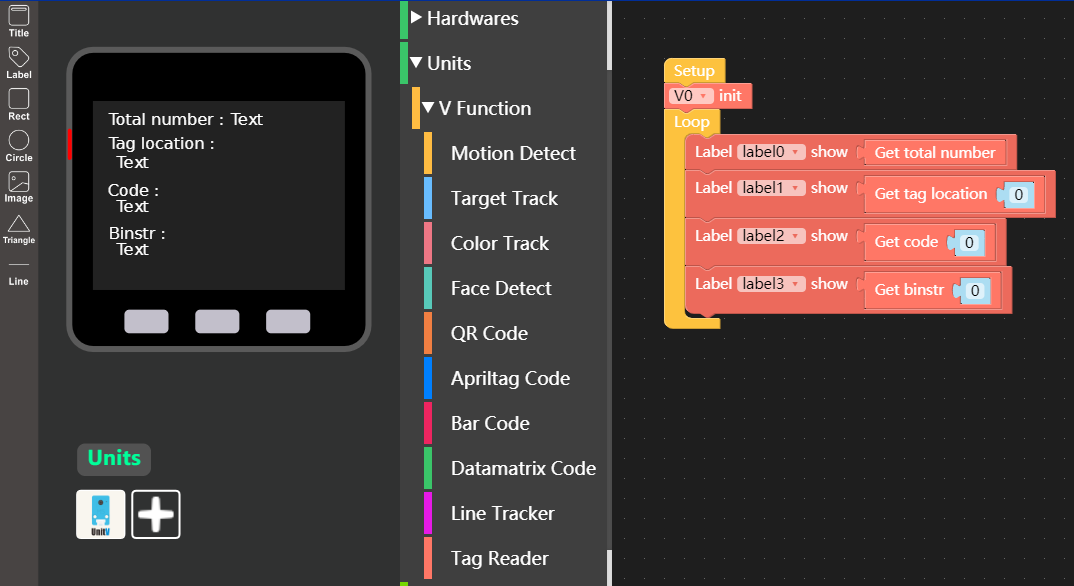 Title
Label
Rect
Circle
Image
Triangle
Line
Total number : Text
Tag location :
Text
Code :
Text
Binstr :
Text
Units
UnitV
Hardwares
Units
V Function
Motion Detect
Target Track
Color Track
Face Detect
QR Code
Apriltag Code
Bar Code
Datamatrix Code
Line Tracker
Tag Reader
Setup
V0 init
Loop
Label label0 show Get total number
Label label1 show Get tag location 0
Label label2 show Get code 0
Label label3 show Get binstr 0